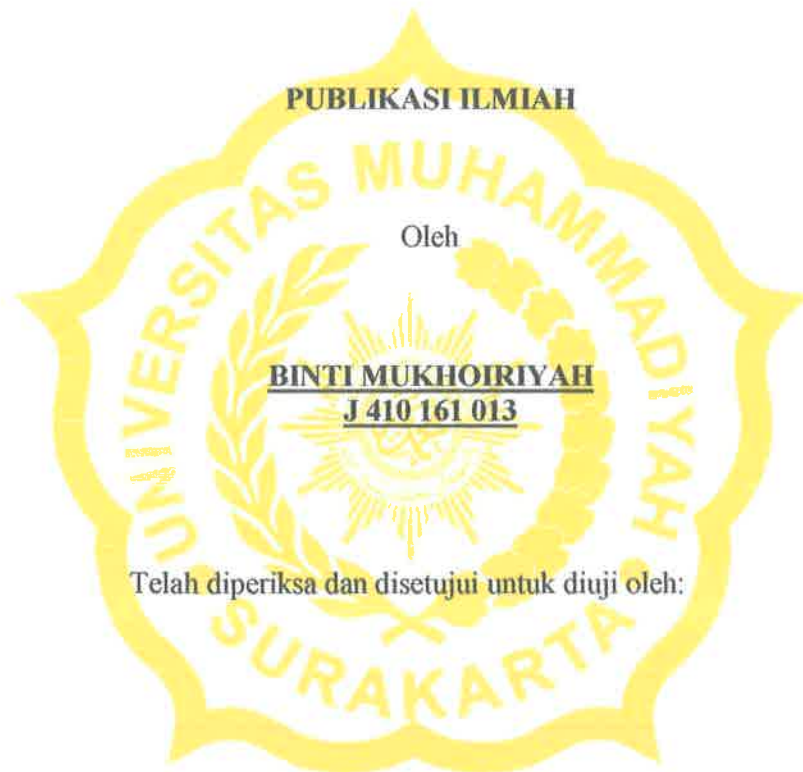 PUBLIKASI ILMIAH
UNIVERSITAS MUHAMMADIYAH
Oleh
BINTI MUKHOIRIYAH
J 410 161 013
Telah diperiksa dan disetujui untuk diuji oleh:
SURAKARTA